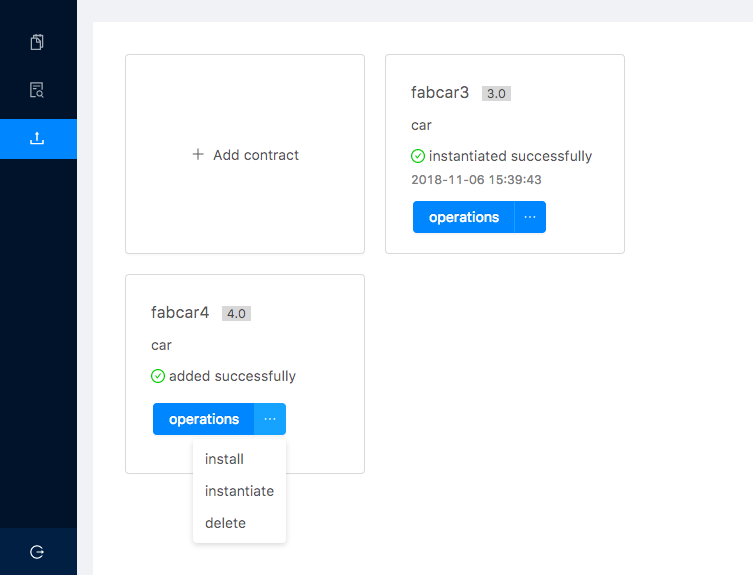 Add contract
fabcar3 3.0
car
instantiated successfully
2018-11-06 15:39:43
operations ···
fabcar4 4.0
car
added successfully
operations ···
install
instantiate
delete